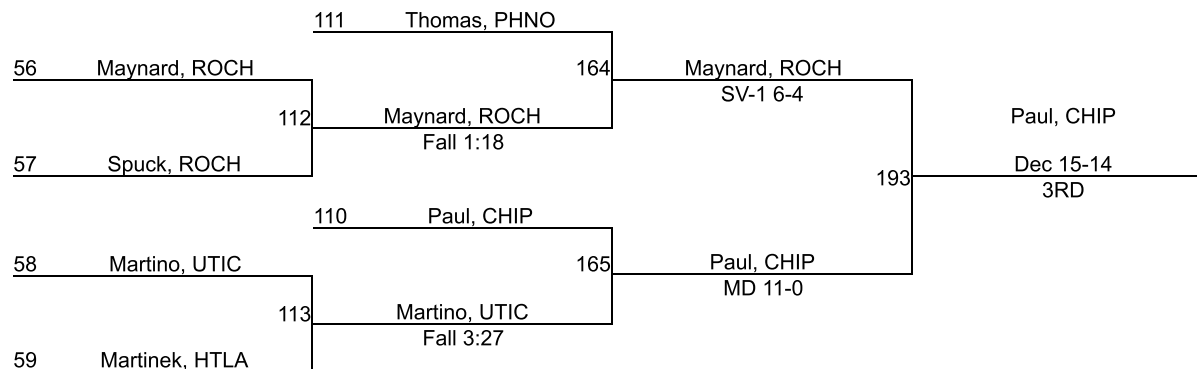 111 Thomas, PHNO
56 Maynard, ROCH
164 Maynard, ROCH
SV-1 6-4
112 Maynard, ROCH
Fall 1:18
Paul, CHIP
57 Spuck, ROCH
Dec 15-14
193
3RD
110 Paul, CHIP
58 Martino, UTIC
165 Paul, CHIP
MD 11-0
113 Martino, UTIC
Fall 3:27
59 Martinek, HTLA